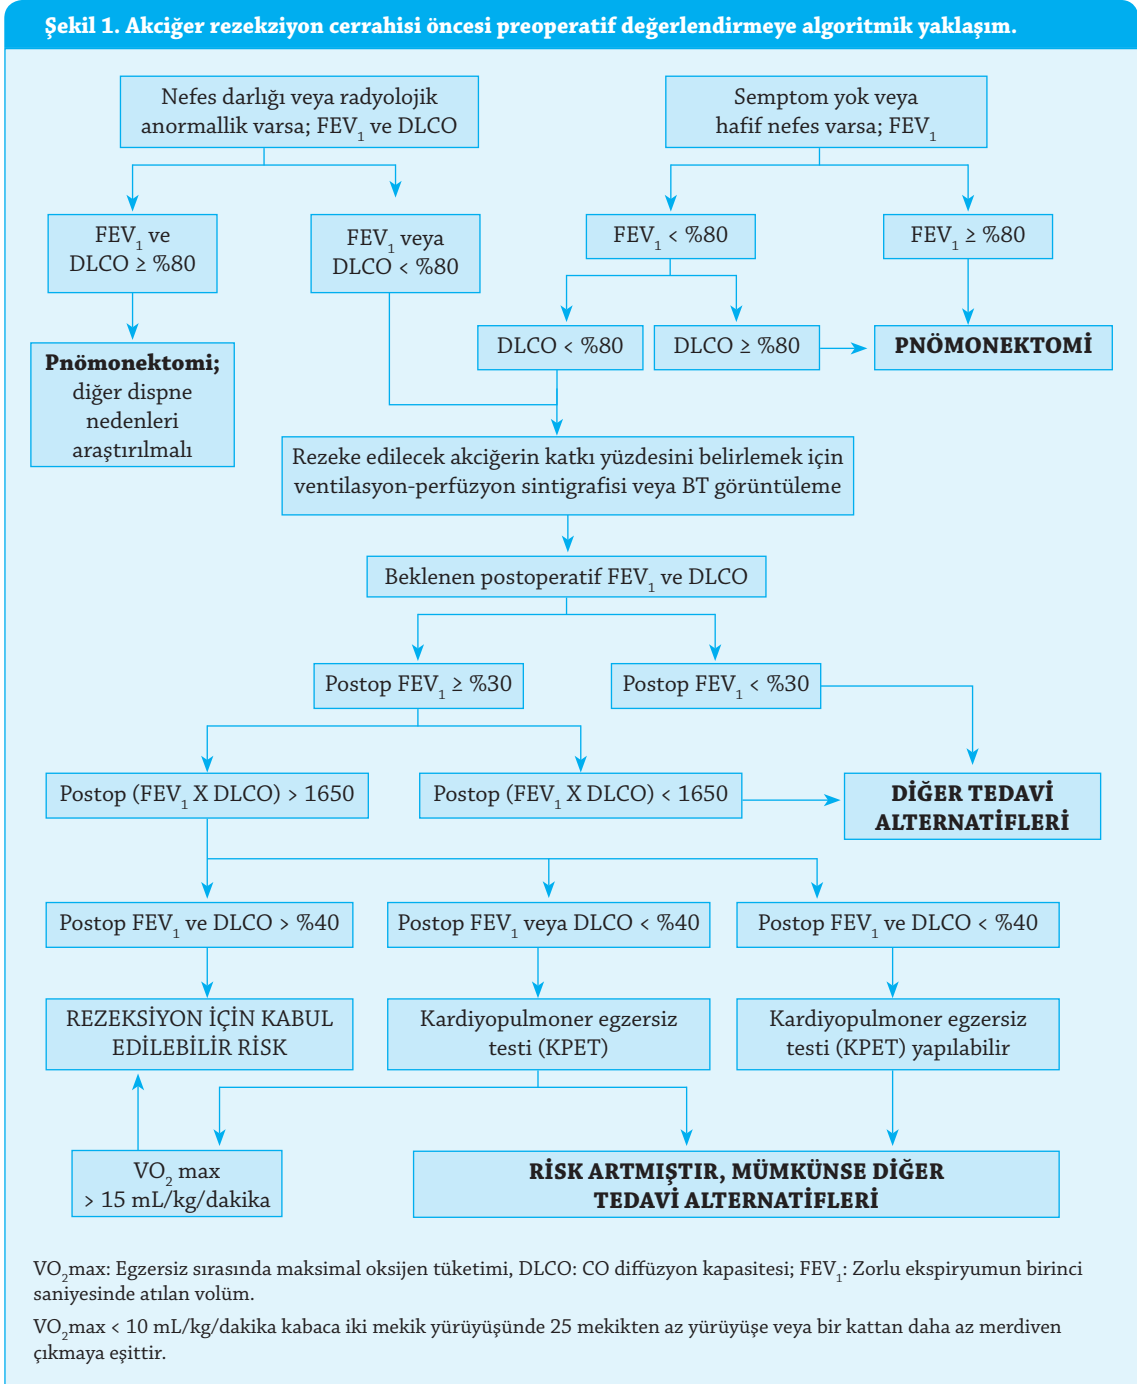 Şekil 1. Akciğer rezekziyon cerrahisi öncesi preoperatif değerlendirmeye algoritmik yaklaşım.
Nefes darlığı veya radyolojik
anormallik varsa; FEV₁ ve DLCO
Semptom yok veya
hafif nefes varsa; FEV₁
FEV₁ ve
DLCO ≥ %80
FEV₁ veya
DLCO < %80
FEV₁ < %80
FEV₁ ≥ %80
Pnömonektomi;
diğer dispne
nedenleri
araştırılmalı
DLCO < %80
DLCO ≥ %80
PNÖMONEKTOMİ
Rezeke edilecek akciğerin katkı yüzdesini belirlemek için
ventilasyon-perfüzyon sintigrafisi veya BT görüntüleme
Beklenen postoperatif FEV₁ ve DLCO
Postop FEV₁ ≥ %30
Postop FEV₁ < %30
Postop (FEV₁ X DLCO) > 1650
Postop (FEV₁ X DLCO) < 1650
DİĞER TEDAVİ
ALTERNATİFLERİ
Postop FEV₁ ve DLCO > %40
Postop FEV₁ veya DLCO < %40
Postop FEV₁ ve DLCO < %40
REZEKSİYON İÇİN KABUL
EDİLEBİLİR RİSK
Kardiyopulmoner egzersiz
testi (KPET)
Kardiyopulmoner egzersiz
testi (KPET) yapılabilir
VO₂ max
> 15 mL/kg/dakika
RİSK ARTMIŞTIR, MÜMKÜNSE DİĞER
TEDAVİ ALTERNATİFLERİ
VO₂max: Egzersiz sırasında maksimal oksijen tüketimi, DLCO: CO diffüzyon kapasitesi; FEV₁: Zorlu ekspiryumun birinci
saniyesinde atılan volüm.
VO₂max < 10 mL/kg/dakika kabaca iki mekik yürüyüşünde 25 mekikten az yürüyüşe veya bir kattan daha az merdiven
çıkmaya eşittir.